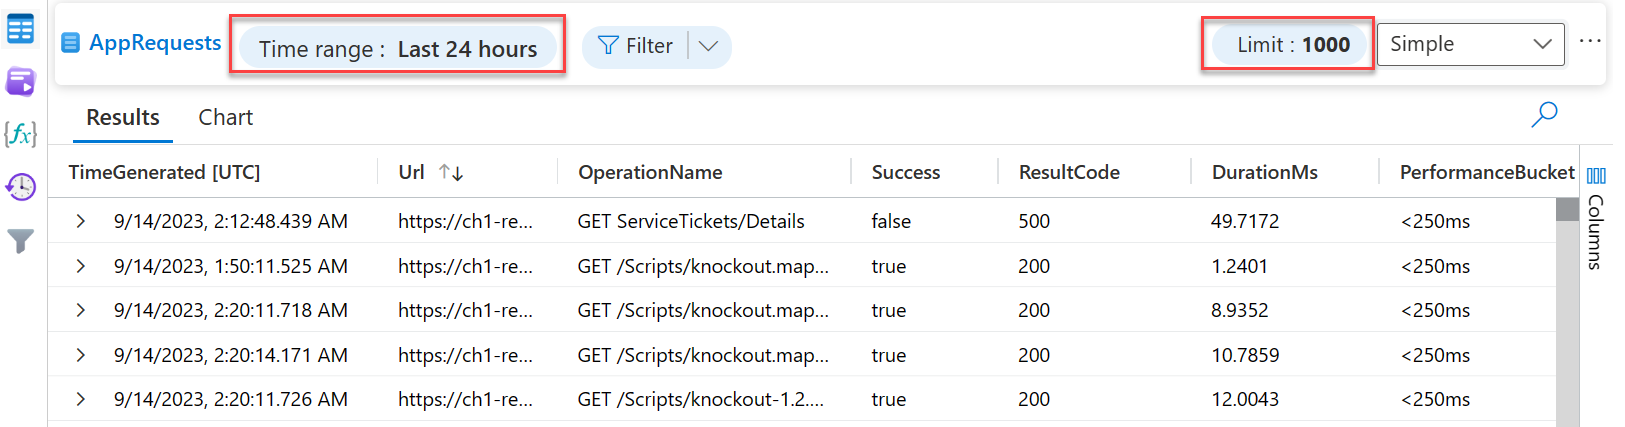 AppRequests Time range : Last 24 hours Filter Limit : 1000 Simple ...
Results Chart
{fx}
TimeGenerated [UTC] Url ↑↓ OperationName Success ResultCode DurationMs PerformanceBucket
9/14/2023, 2:12:48.439 AM https://ch1-re... GET ServiceTickets/Details false 500 49.7172 <250ms
9/14/2023, 1:50:11.525 AM https://ch1-re... GET /Scripts/knockout.map... true 200 1.2401 <250ms
9/14/2023, 2:20:11.718 AM https://ch1-re... GET /Scripts/knockout.map... true 200 8.9352 <250ms
9/14/2023, 2:20:14.171 AM https://ch1-re... GET /Scripts/knockout.map... true 200 10.7859 <250ms
9/14/2023, 2:20:11.726 AM https://ch1-re... GET /Scripts/knockout-1.2.... true 200 12.0043 <250ms
Columns